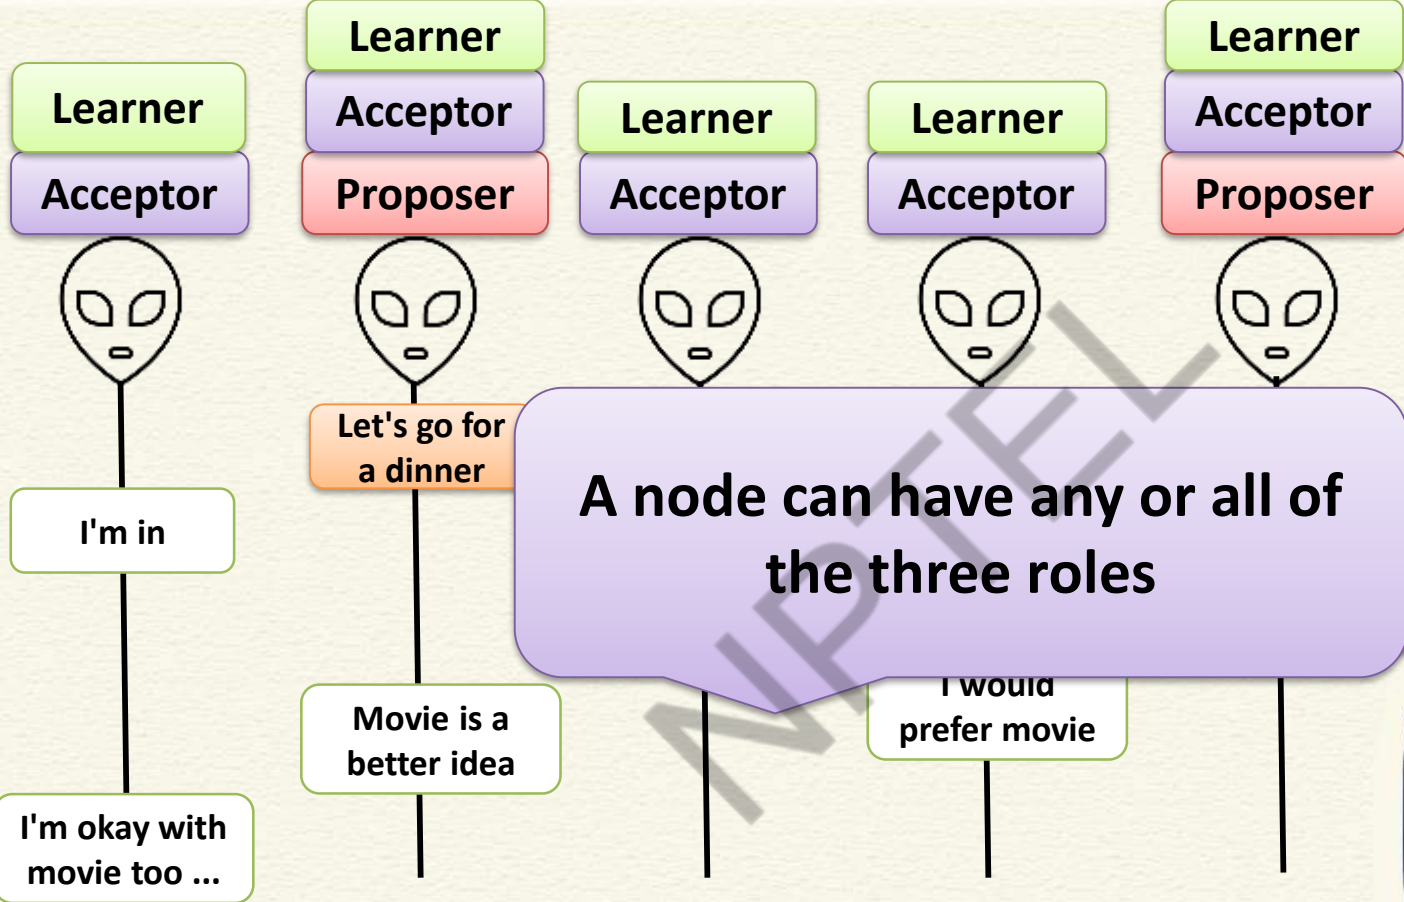 Learner
Acceptor
Learner
Acceptor
Proposer
Learner
Acceptor
Learner
Acceptor
Learner
Acceptor
Proposer
Let's go for
a dinner
I'm in
A node can have any or all of
the three roles
Movie is a
better idea
I would
prefer movie
I'm okay with
movie too ...
NPTEL